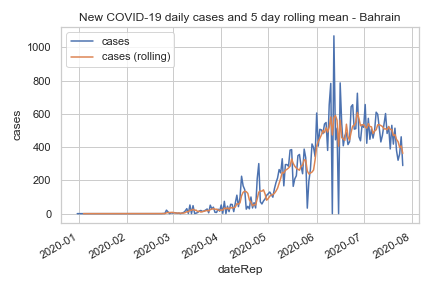 New COVID-19 daily cases and 5 day rolling mean - Bahrain
cases
cases (rolling)
1000
800
600
400
200
0
cases
2020-01
2020-02
2020-03
2020-04
2020-05
2020-06
2020-07
2020-08
dateRep